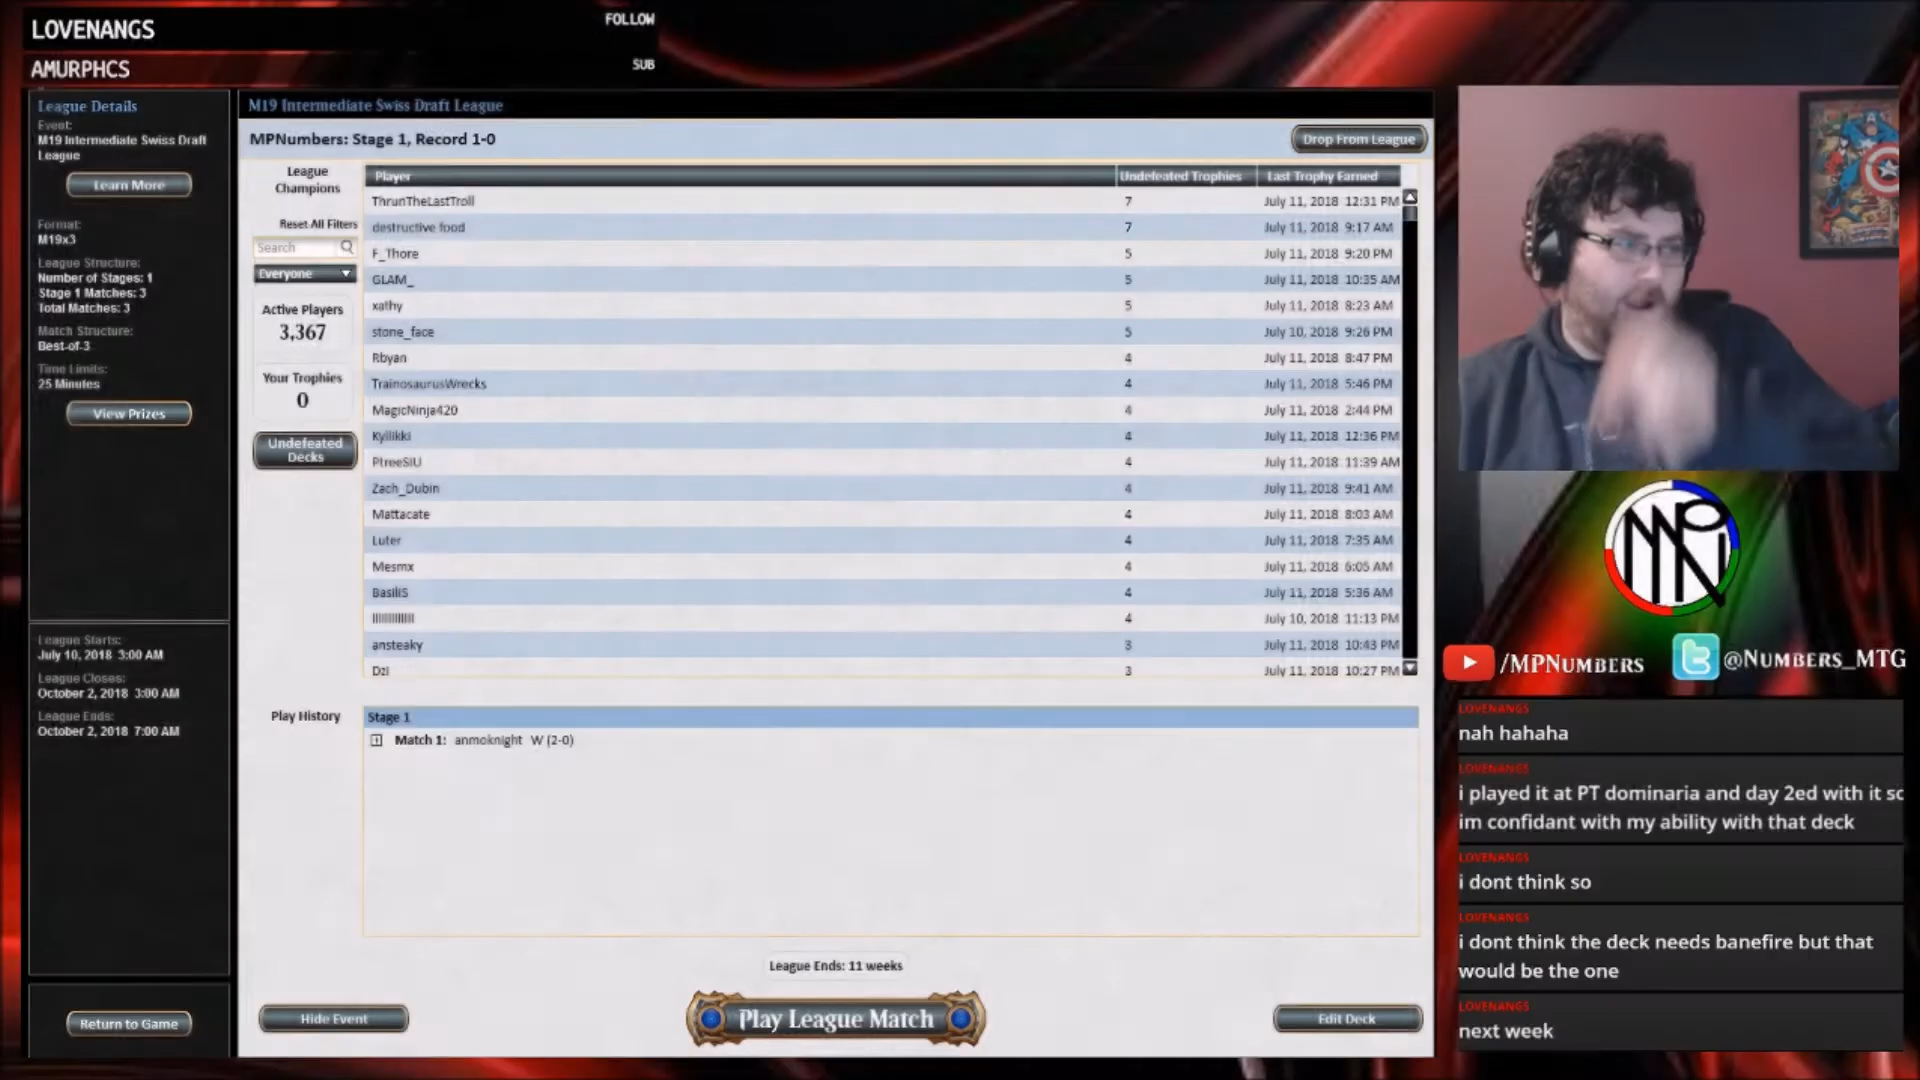 LOVENANGS
FOLLOW
AMURPHCS
SUB
League Details
Event:
M19 Intermediate Swiss Draft
League
Learn More
Format:
M19x3
League Structure:
Number of Stages: 1
Stage 1 Matches: 3
Total Matches: 3
Match Structure:
Best-of-3
Time Limits:
25 Minutes
View Prizes
League Starts:
July 10, 2018 3:00 AM
League Closes:
October 2, 2018 3:00 AM
League Ends:
October 2, 2018 7:00 AM
Return to Game
M19 Intermediate Swiss Draft League
MPNumbers: Stage 1, Record 1-0
Drop From League
League
Champions
Reset All Filters
Search
Everyone
Active Players
3,367
Your Trophies
0
Undefeated
Decks
Player Undefeated Trophies Last Trophy Earned
ThrunTheLastTroll 7 July 11, 2018 12:31 PM
destructive food 7 July 11, 2018 9:17 AM
F_Thore 5 July 11, 2018 9:20 PM
GLAM_ 5 July 11, 2018 10:35 AM
xathy 5 July 11, 2018 8:23 AM
stone_face 5 July 10, 2018 9:26 PM
Rbyan 4 July 11, 2018 8:47 PM
TrainosaurusWrecks 4 July 11, 2018 5:46 PM
MagicNinja420 4 July 11, 2018 2:44 PM
Kyllikki 4 July 11, 2018 12:36 PM
PtreeSIU 4 July 11, 2018 11:39 AM
Zach_Dubin 4 July 11, 2018 9:41 AM
Mattacate 4 July 11, 2018 8:03 AM
Luter 4 July 11, 2018 7:35 AM
Mesmx 4 July 11, 2018 6:05 AM
BasiliS 4 July 11, 2018 5:36 AM
4 July 10, 2018 11:13 PM
ansteaky 3 July 11, 2018 10:43 PM
Dzi 3 July 11, 2018 10:27 PM
Play History
Stage 1
Match 1: anmoknight W (2-0)
League Ends: 11 weeks
Hide Event
Play League Match
Edit Deck
MPN
/MPNumbers
@Numbers_MTG
LOVENANGS
nah hahaha
LOVENANGS
i played it at PT dominaria and day 2ed with it so
im confidant with my ability with that deck
LOVENANGS
i dont think so
LOVENANGS
i dont think the deck needs banefire but that
would be the one
LOVENANGS
next week